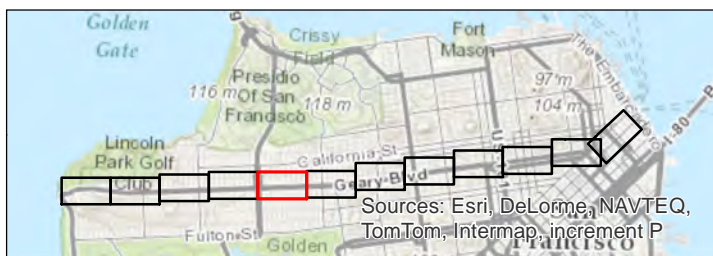 Golden
Gate
Crissy
Field
Fort
Mason
The Embarcadero
Presidio
Of San
Francisco
116 m
118 m
97 m
104 m
I-80
Lincoln
Park Golf
Club
California St
Geary Blvd
Fulton St
Golden
San
Francisco
Sources: Esri, DeLorme, NAVTEQ,
TomTom, Intermap, increment P